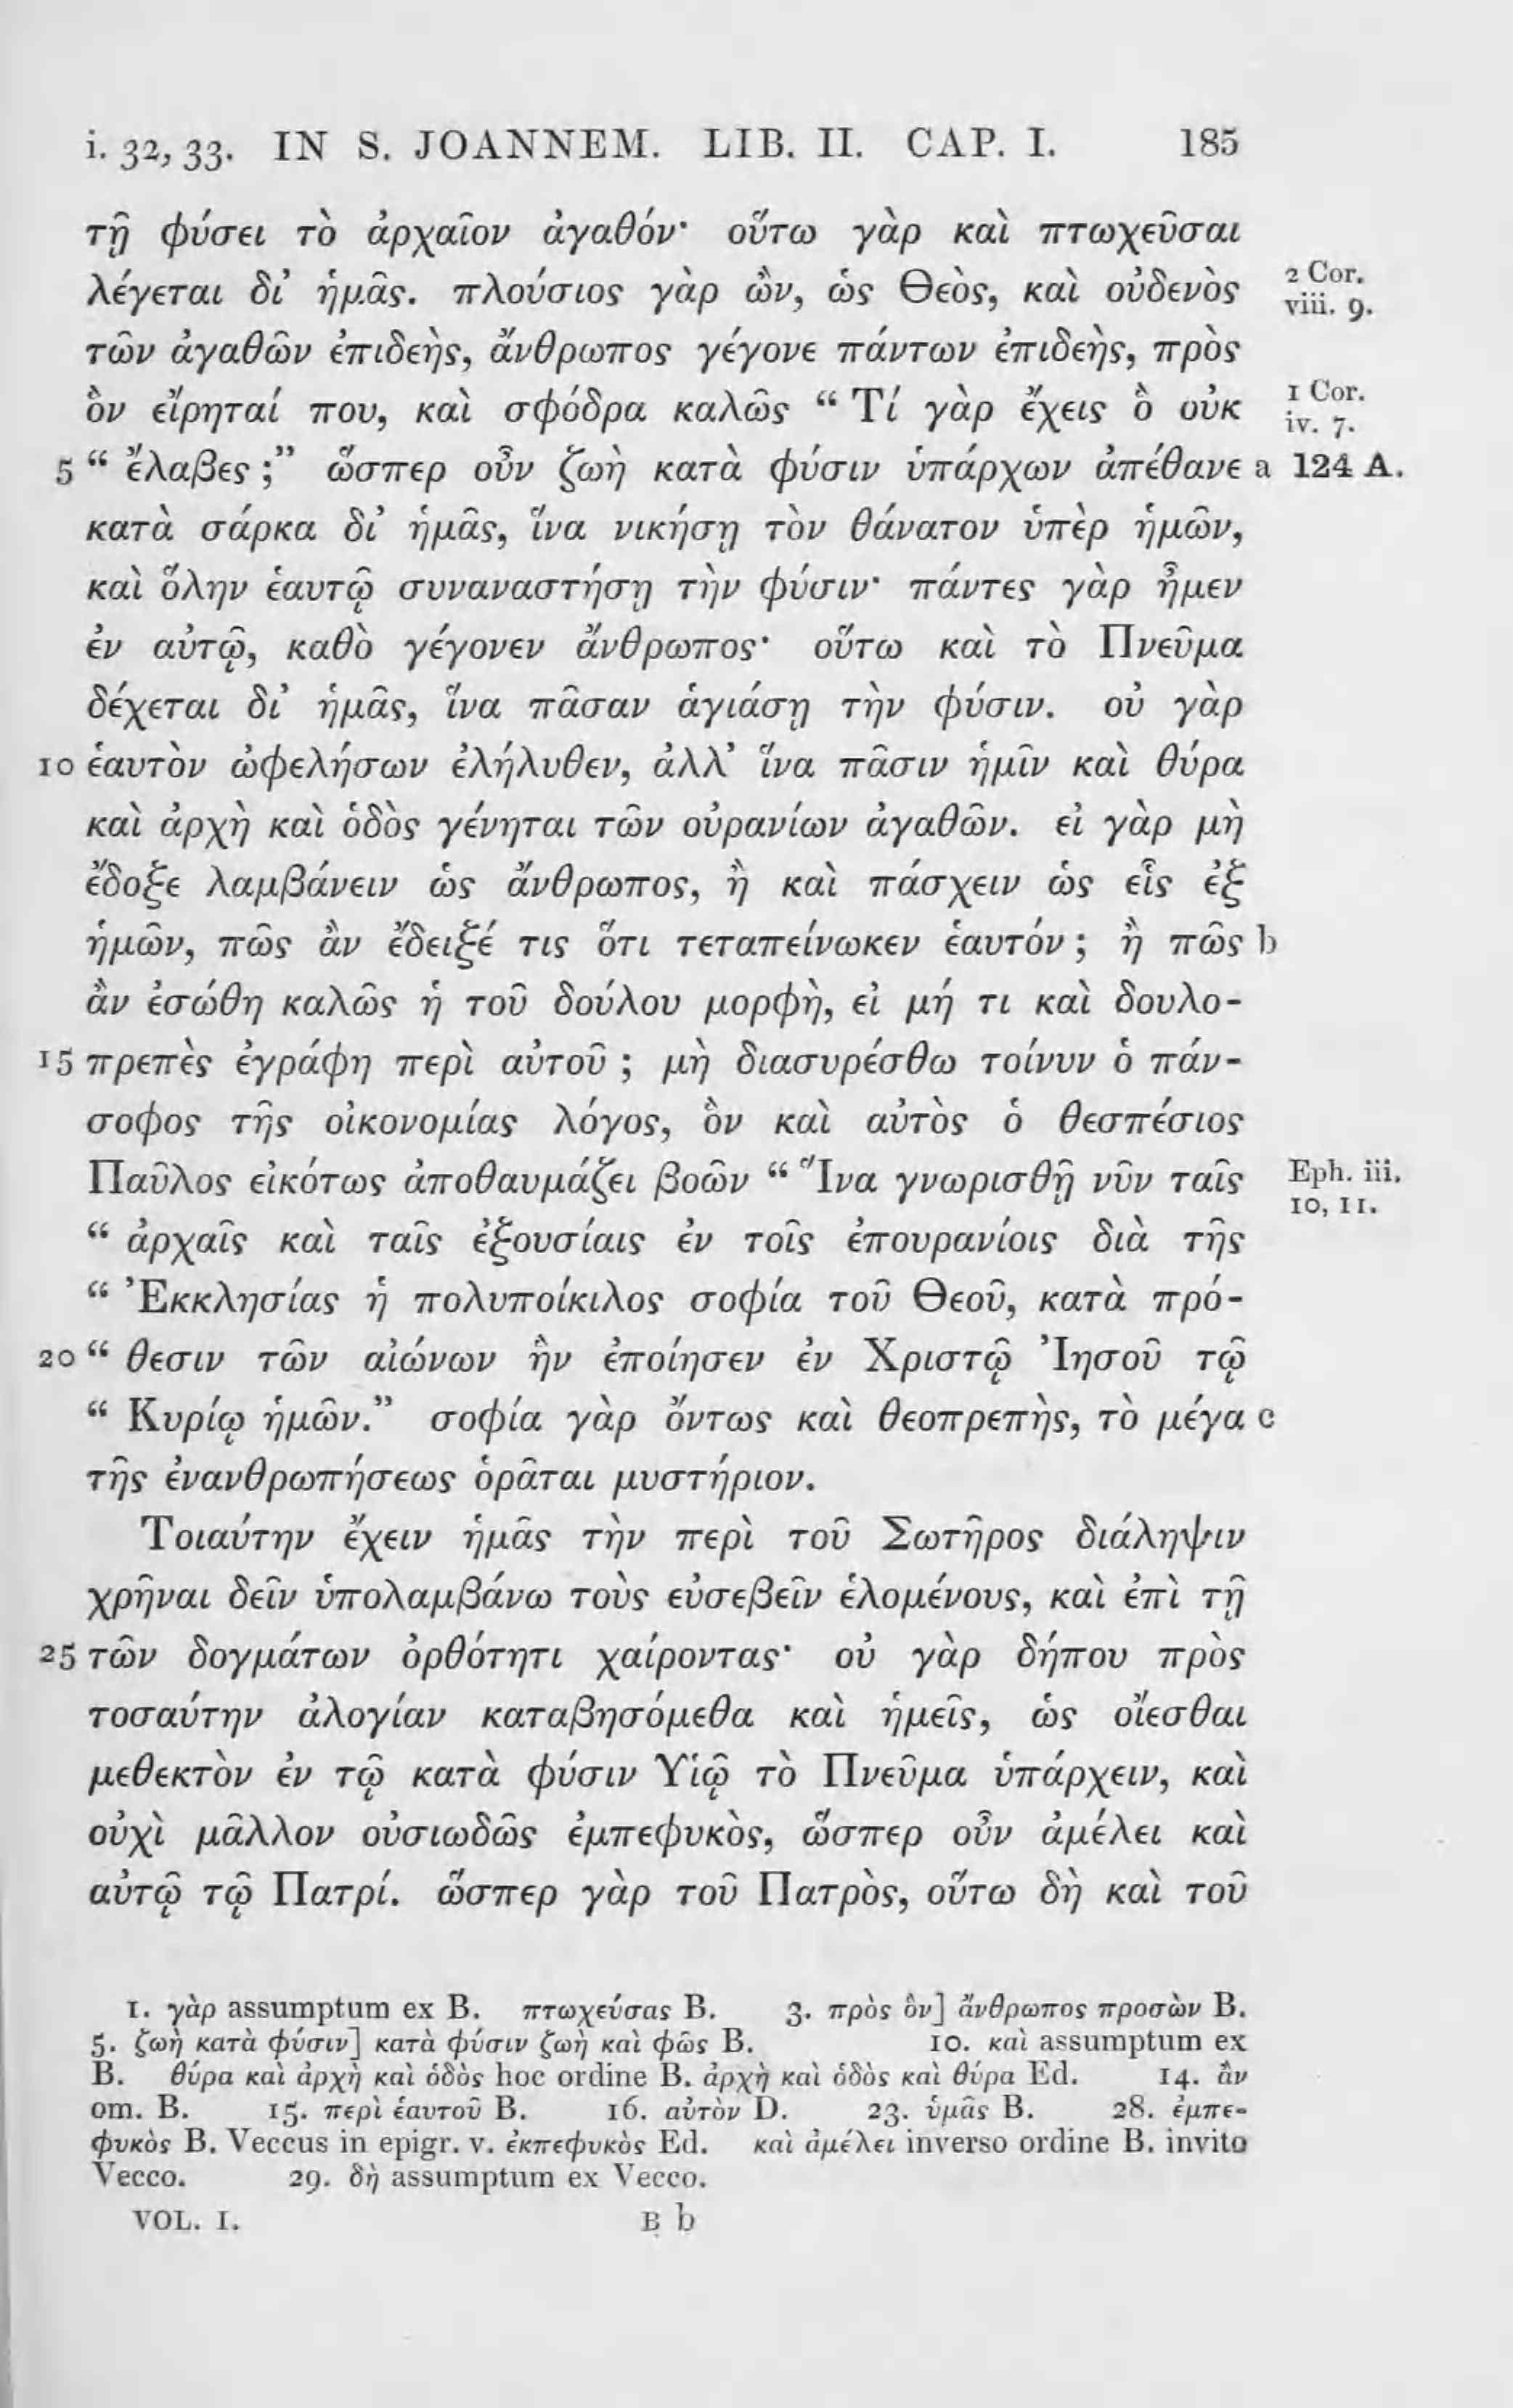 i. 32, 33. IN S. JOANNEM. LIB. II. CAP. I. 185
τῇ φύσει τὸ ἀρχαῖον ἀγαθόν· οὕτω γὰρ καὶ πτωχεῦσαι
λέγεται δι’ ἡμᾶς. πλούσιος γὰρ ὢν, ὡς Θεὸς, καὶ οὐδενὸς 2 Cor. viii. 9.
τῶν ἀγαθῶν ἐπιδεὴς, ἄνθρωπος γέγονε πάντων ἐπιδεὴς, πρὸς
ὃν εἴρηταί που, καὶ σφόδρα καλῶς “ Τί γὰρ ἔχεις ὃ οὐκ 1 Cor. iv. 7.
5 “ ἔλαβες ;” ὥσπερ οὖν ζωὴ κατὰ φύσιν ὑπάρχων ἀπέθανε a 124 A.
κατὰ σάρκα δι’ ἡμᾶς, ἵνα νικήσῃ τὸν θάνατον ὑπὲρ ἡμῶν,
καὶ ὅλην ἑαυτῷ συναναστήσῃ τὴν φύσιν· πάντες γὰρ ἦμεν
ἐν αὐτῷ, καθὸ γέγονεν ἄνθρωπος· οὕτω καὶ τὸ Πνεῦμα
δέχεται δι’ ἡμᾶς, ἵνα πᾶσαν ἁγιάσῃ τὴν φύσιν. οὐ γὰρ
10 ἑαυτὸν ὠφελήσων ἐλήλυθεν, ἀλλ’ ἵνα πᾶσιν ἡμῖν καὶ θύρα
καὶ ἀρχὴ καὶ ὁδὸς γένηται τῶν οὐρανίων ἀγαθῶν. εἰ γὰρ μὴ
ἔδοξε λαμβάνειν ὡς ἄνθρωπος, ἢ καὶ πάσχειν ὡς εἷς ἐξ
ἡμῶν, πῶς ἂν ἔδειξέ τις ὅτι τεταπείνωκεν ἑαυτόν ; ἢ πῶς b
ἂν ἐσώθη καλῶς ἡ τοῦ δούλου μορφὴ, εἰ μή τι καὶ δουλο-
15 πρεπὲς ἐγράφη περὶ αὐτοῦ ; μὴ διασυρέσθω τοίνυν ὁ πάν-
σοφος τῆς οἰκονομίας λόγος, ὃν καὶ αὐτὸς ὁ θεσπέσιος
Παῦλος εἰκότως ἀποθαυμάζει βοῶν “ Ἵνα γνωρισθῇ νῦν ταῖς Eph. iii. 10, 11.
“ ἀρχαῖς καὶ ταῖς ἐξουσίαις ἐν τοῖς ἐπουρανίοις διὰ τῆς
“ Ἐκκλησίας ἡ πολυποίκιλος σοφία τοῦ Θεοῦ, κατὰ πρό-
20 “ θεσιν τῶν αἰώνων ἣν ἐποίησεν ἐν Χριστῷ Ἰησοῦ τῷ
“ Κυρίῳ ἡμῶν.” σοφία γὰρ ὄντως καὶ θεοπρεπὴς, τὸ μέγα c
τῆς ἐνανθρωπήσεως ὁρᾶται μυστήριον.
Τοιαύτην ἔχειν ἡμᾶς τὴν περὶ τοῦ Σωτῆρος διάληψιν
χρῆναι δεῖν ὑπολαμβάνω τοὺς εὐσεβεῖν ἑλομένους, καὶ ἐπὶ τῇ
25 τῶν δογμάτων ὀρθότητι χαίροντας· οὐ γὰρ δήπου πρὸς
τοσαύτην ἀλογίαν καταβησόμεθα καὶ ἡμεῖς, ὡς οἴεσθαι
μεθεκτὸν ἐν τῷ κατὰ φύσιν Υἱῷ τὸ Πνεῦμα ὑπάρχειν, καὶ
οὐχὶ μᾶλλον οὐσιωδῶς ἐμπεφυκὸς, ὥσπερ οὖν ἀμέλει καὶ
αὐτῷ τῷ Πατρί. ὥσπερ γὰρ τοῦ Πατρὸς, οὕτω δὴ καὶ τοῦ
1. γὰρ assumptum ex B. πτωχεύσας B. 3. πρὸς ὃν] ἄνθρωπος προσὼν B.
5. ζωὴ κατὰ φύσιν] κατὰ φύσιν ζωὴ καὶ φῶς B. 10. καὶ assumptum ex
B. θύρα καὶ ἀρχὴ καὶ ὁδὸς hoc ordine B. ἀρχὴ καὶ ὁδὸς καὶ θύρα Ed. 14. ἂν
om. B. 15. περὶ ἑαυτοῦ B. 16. αὐτὸν D. 23. ὑμᾶς B. 28. ἐμπε-
φυκὸς B. Veccus in epigr. v. ἐκπεφυκὸς Ed. καὶ ἀμέλει inverso ordine B. invito
Vecco. 29. δὴ assumptum ex Vecco.
VOL. I. B b